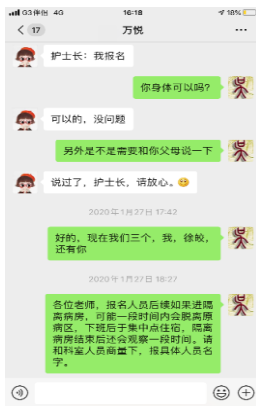 G3伴侣 4G 16:18 18%
17 万悦
护士长：我报名
你身体可以吗？
可以的，没问题
另外是不是需要和你父母说一下
说过了，护士长，请放心。
2020年1月27日 17:42
好的，现在我们三个，我，徐皎，
还有你
2020年1月27日 18:27
各位老师，报名人员后续如果进隔
离病房，可能一段时间内会脱离原
病区，下班后于集中点住宿，隔离
病房结束后还会观察一段时间。请
和科室人员商量下，报具体人员名
字。